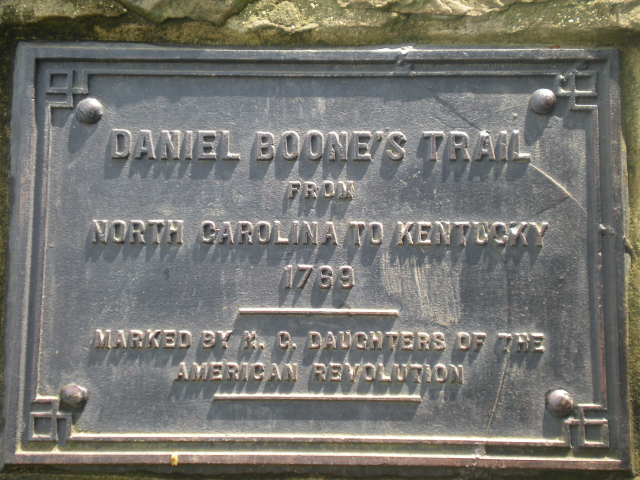 DANIEL BOONE'S TRAIL
FROM
NORTH CAROLINA TO KENTUCKY
1769
MARKED BY N. C. DAUGHTERS OF THE
AMERICAN REVOLUTION